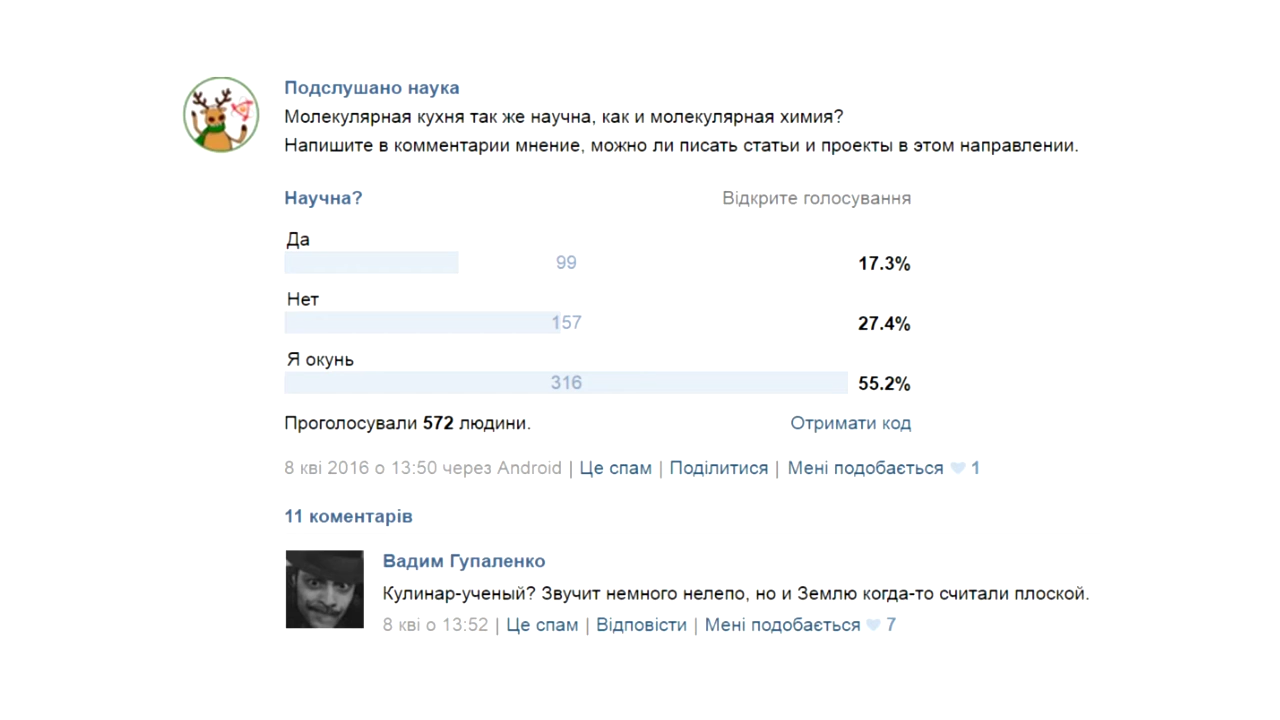 Подслушано наука
Молекулярная кухня так же научна, как и молекулярная химия?
Напишите в комментарии мнение, можно ли писать статьи и проекты в этом направлении.
Научна? Відкрите голосування
Да
99 17.3%
Нет
157 27.4%
Я окунь
316 55.2%
Проголосували 572 людини. Отримати код
8 кві 2016 о 13:50 через Android | Це спам | Поділитися | Мені подобається 1
11 коментарів
Вадим Гупаленко
Кулинар-ученый? Звучит немного нелепо, но и Землю когда-то считали плоской.
8 кві о 13:52 | Це спам | Відповісти | Мені подобається 7